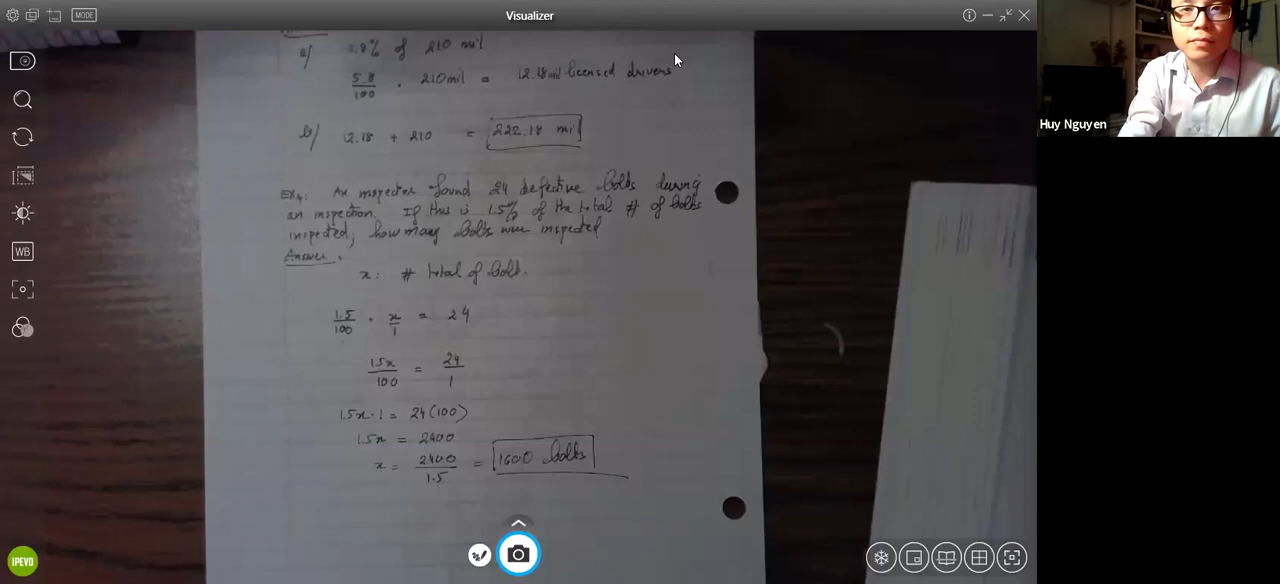 MODE
Visualizer
Huy Nguyen
a) 5.8% of 210 mil
5.8/100 · 210mil = 12.18mil licensed drivers
b) 12.18 + 210 = 222.18 mil
Ex4: An inspector found 24 defective bolts during
an inspection. If this is 1.5% of the total # of bolts
inspected, how many bolts were inspected
Answer.
x: # total of bolt.
1.5/100 · x/1 = 24
1.5x/100 = 24/1
1.5x·1 = 24(100)
1.5x = 2400
x = 2400/1.5 = 1600 bolts
WB
IPEVO